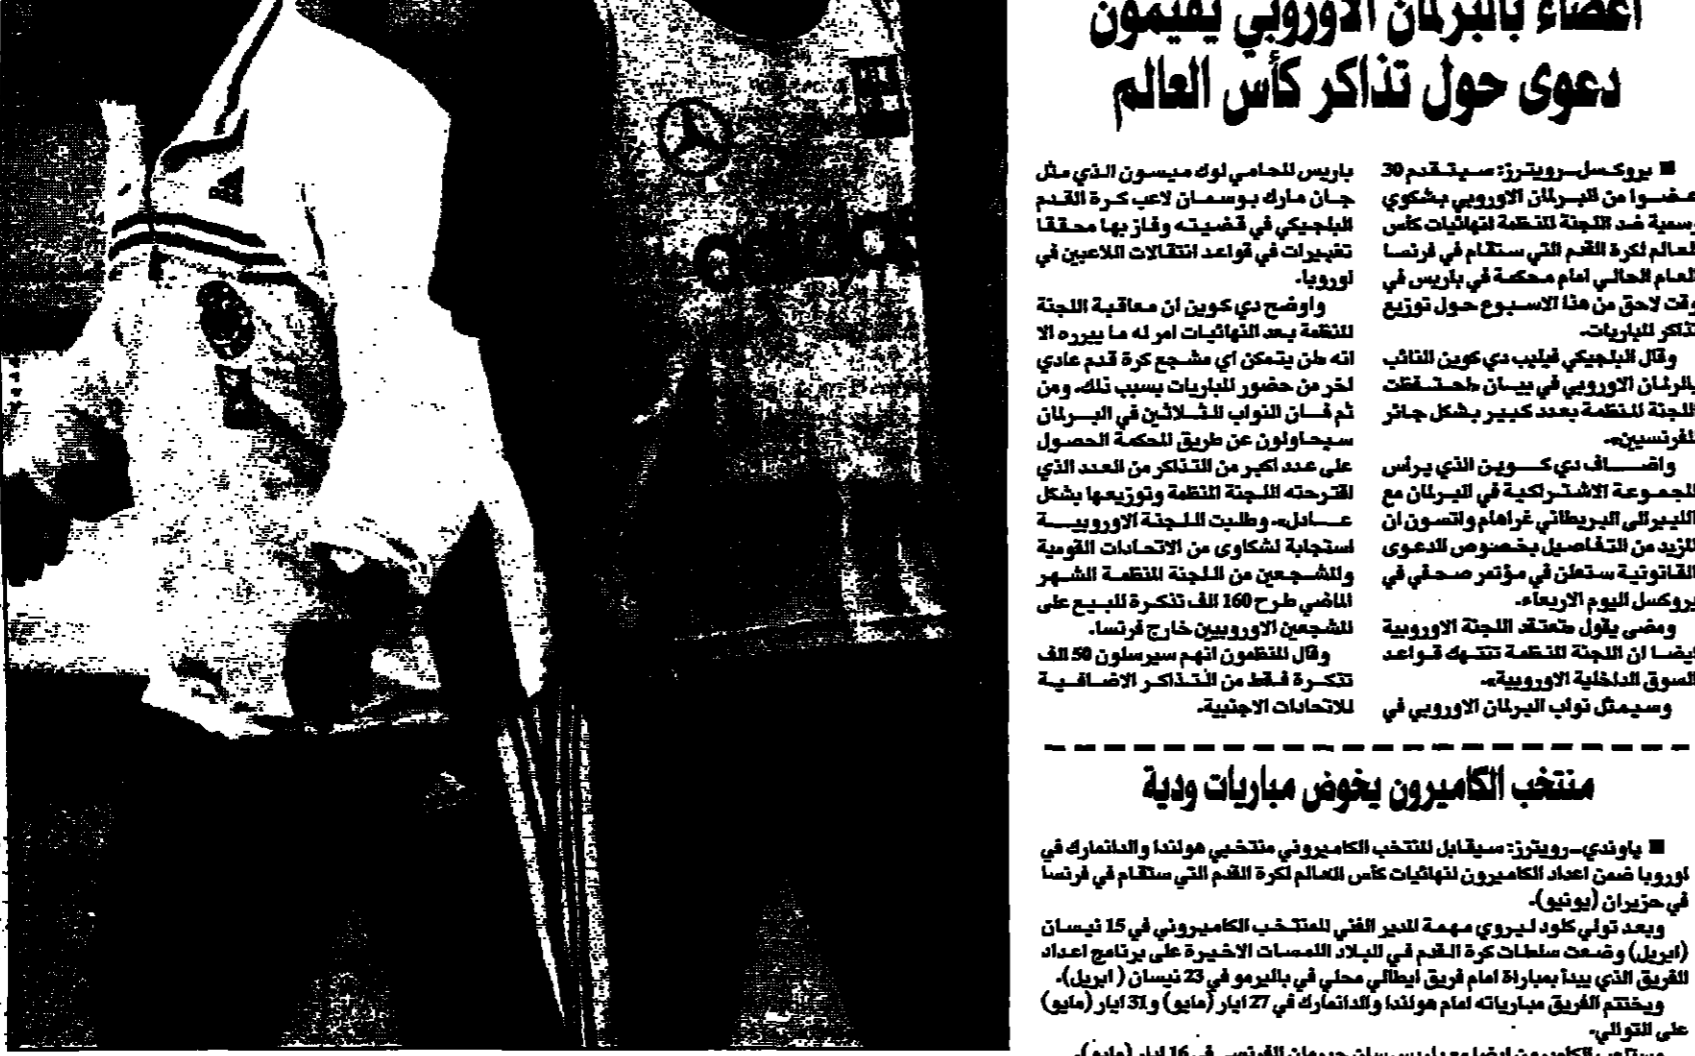 اعضاء بالبرلمان الاوروبي يقيمون
دعوى حول تذاكر كأس العالم
■ بروكسل-رويترز: سيتقدم 30
عضوا من البرلمان الاوروبي بشكوى
رسمية ضد اللجنة المنظمة لنهائيات كأس
العالم لكرة القدم التي ستقام في فرنسا
العام الحالي امام محكمة في باريس في
وقت لاحق من هذا الاسبوع حول توزيع
تذاكر المباريات.
وقال البلجيكي فيليب دي كوين النائب
بالبرلمان الاوروبي في بيان «احتفظت
اللجنة المنظمة بعدد كبير بشكل جائر
للفرنسيين».
واضاف دي كوين الذي يرأس
المجموعة الاشتراكية في البرلمان مع
الليبرالي البريطاني غراهام واتسون ان
المزيد من التفاصيل بخصوص الدعوى
القانونية ستعلن في مؤتمر صحفي في
بروكسل اليوم الاربعاء.
ومضى يقول «تعتقد اللجنة الاوروبية
ايضا ان اللجنة المنظمة تنتهك قواعد
السوق الداخلية الاوروبية».
وسيمثل نواب البرلمان الاوروبي في
باريس المحامي لوك ميسون الذي مثل
جان مارك بوسمان لاعب كرة القدم
البلجيكي في قضيته وفاز بها محققا
تغييرات في قواعد انتقالات اللاعبين في
اوروبا.
واوضح دي كوين ان معاقبة اللجنة
المنظمة بعد النهائيات امر له ما يبرره الا
انه «لن يتمكن اي مشجع كرة قدم عادي
اخر من حضور المباريات بسبب ذلك. ومن
ثم فان النواب الثلاثين في البرلمان
سيحاولون عن طريق المحكمة الحصول
على عدد اكبر من التذاكر من العدد الذي
اقترحته اللجنة المنظمة وتوزيعها بشكل
عادل». وطلبت اللجنة الاوروبية
استجابة لشكاوى من الاتحادات القومية
والمشجعين من اللجنة المنظمة الشهر
الماضي طرح 160 الف تذكرة للبيع على
المشجعين الاوروبيين خارج فرنسا.
وقال المنظمون انهم سيرسلون 50 الف
تذكرة فقط من التذاكر الاضافية
للاتحادات الاجنبية.
منتخب الكاميرون يخوض مباريات ودية
■ ياوندي-رويترز: سيقابل المنتخب الكاميروني منتخبي هولندا والدانمارك في
اوروبا ضمن اعداد الكاميرون لنهائيات كأس العالم لكرة القدم التي ستقام في فرنسا
في حزيران (يونيو).
وبعد تولي كلود ليروي مهمة المدير الفني للمنتخب الكاميروني في 15 نيسان
(ابريل) وضعت سلطات كرة القدم في البلاد اللمسات الاخيرة على برنامج اعداد
الفريق الذي يبدأ بمباراة امام فريق ايطالي محلي في باليرمو في 23 نيسان ( ابريل).
ويختتم الفريق مبارياته امام هولندا والدانمارك في 27 ايار (مايو) و31 ايار (مايو)
على التوالي.
الكاميرون ايضا مع باريس سان جيرمان الفرنسي في 16 ايار (مايو).